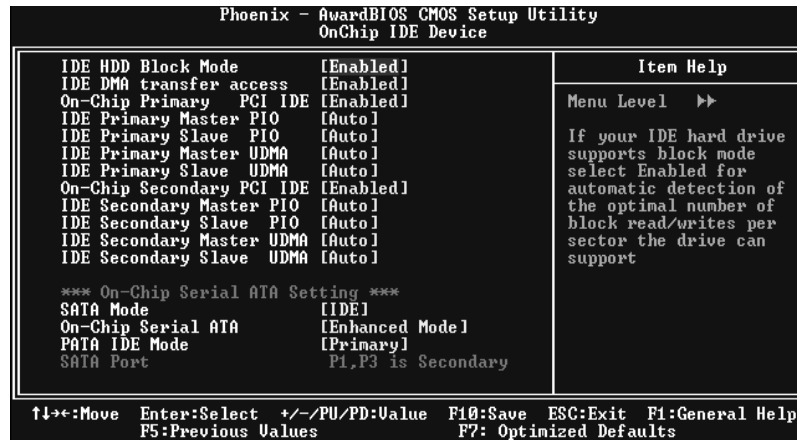 Phoenix - AwardBIOS CMOS Setup Utility
OnChip IDE Device
IDE HDD Block Mode [Enabled]
IDE DMA transfer access [Enabled]
On-Chip Primary PCI IDE [Enabled]
IDE Primary Master PIO [Auto]
IDE Primary Slave PIO [Auto]
IDE Primary Master UDMA [Auto]
IDE Primary Slave UDMA [Auto]
On-Chip Secondary PCI IDE [Enabled]
IDE Secondary Master PIO [Auto]
IDE Secondary Slave PIO [Auto]
IDE Secondary Master UDMA [Auto]
IDE Secondary Slave UDMA [Auto]
*** On-Chip Serial ATA Setting ***
SATA Mode [IDE]
On-Chip Serial ATA [Enhanced Mode]
PATA IDE Mode [Primary]
SATA Port P1,P3 is Secondary
Item Help
Menu Level ▶▶
If your IDE hard drive
supports block mode
select Enabled for
automatic detection of
the optimal number of
block read/writes per
sector the drive can
support
↑↓→←:Move Enter:Select +/-/PU/PD:Value F10:Save ESC:Exit F1:General Help
F5:Previous Values F7: Optimized Defaults